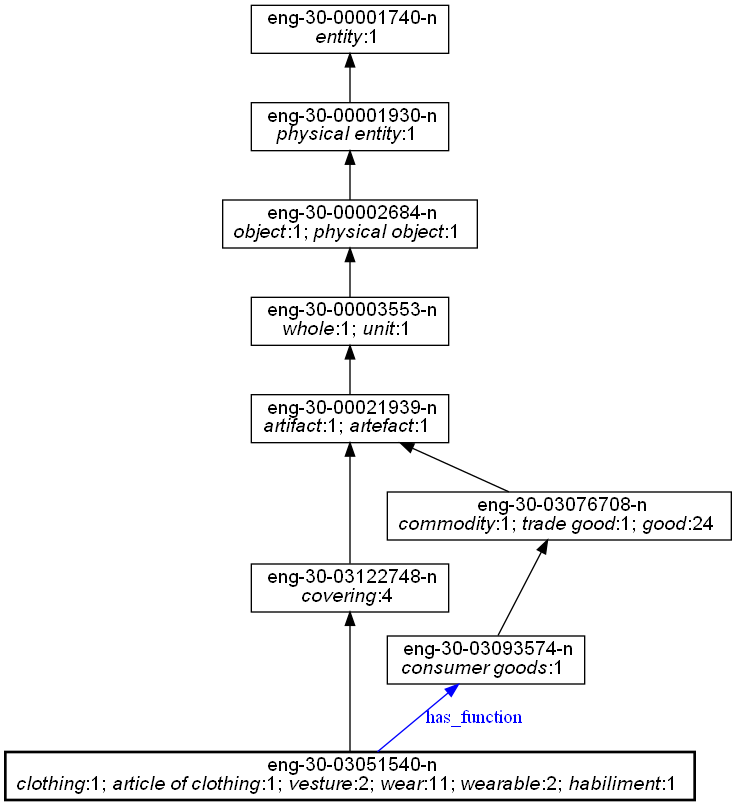 eng-30-00001740-n
entity:1
eng-30-00001930-n
physical entity:1
eng-30-00002684-n
object:1; physical object:1
eng-30-00003553-n
whole:1; unit:1
eng-30-00021939-n
artifact:1; artefact:1
eng-30-03076708-n
commodity:1; trade good:1; good:24
eng-30-03122748-n
covering:4
eng-30-03093574-n
consumer goods:1
has_function
eng-30-03051540-n
clothing:1; article of clothing:1; vesture:2; wear:11; wearable:2; habiliment:1